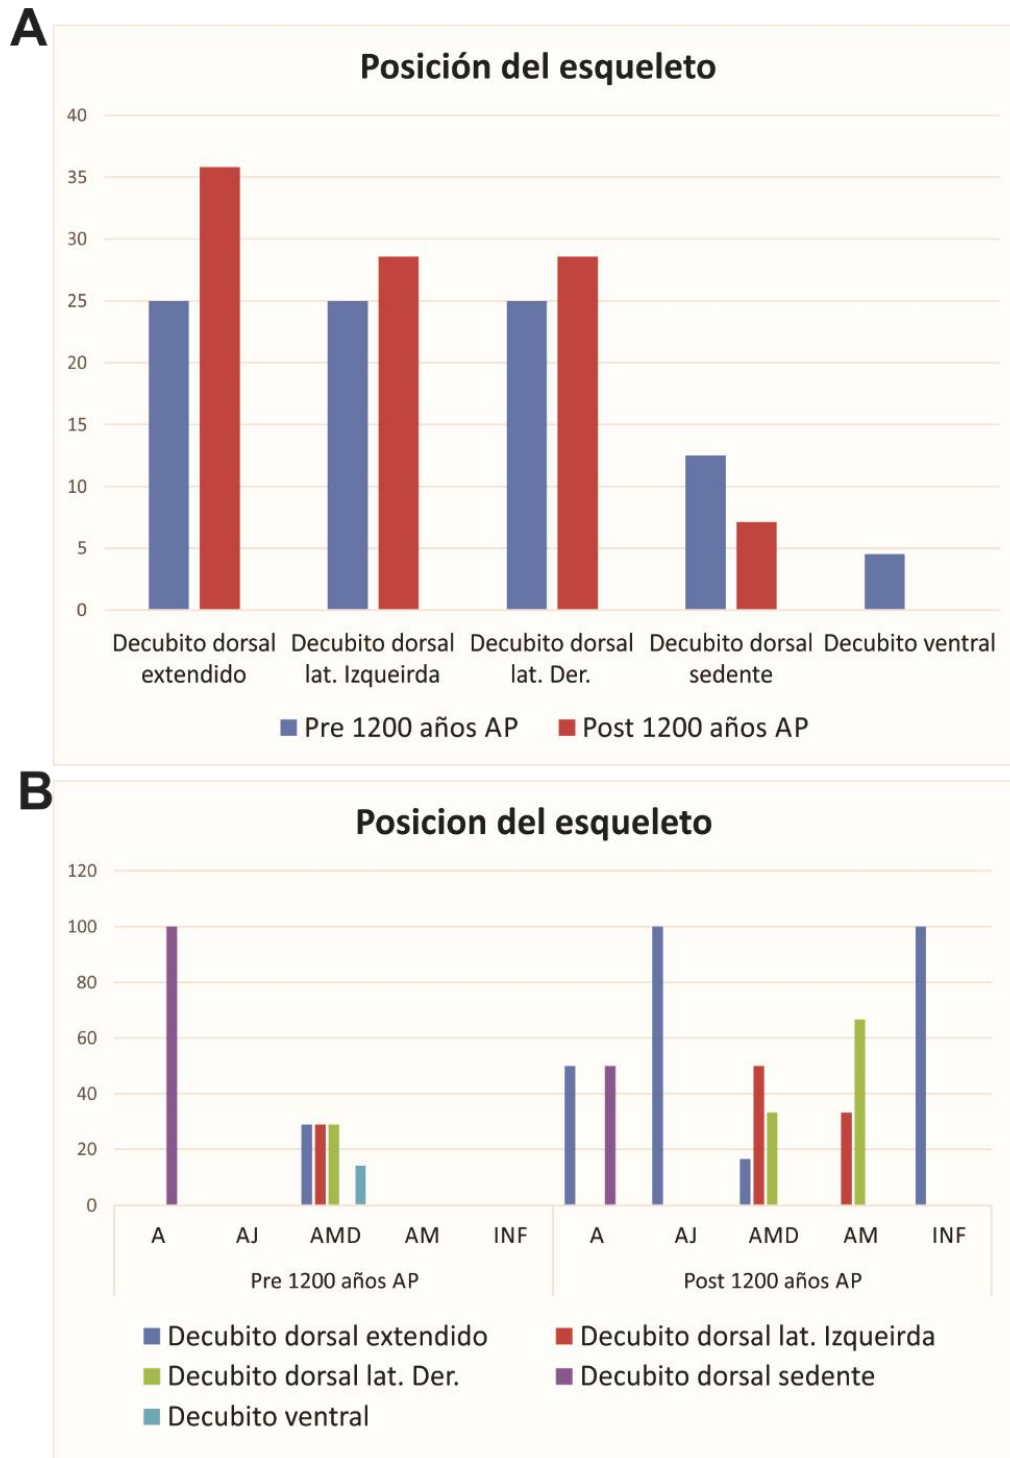 A
Posición del esqueleto
40
35
30
25
20
15
10
5
0
Decubito dorsal extendido
Decubito dorsal lat. Izqueirda
Decubito dorsal lat. Der.
Decubito dorsal sedente
Decubito ventral
Pre 1200 años AP
Post 1200 años AP
B
Posicion del esqueleto
120
100
80
60
40
20
0
A AJ AMD AM INF A AJ AMD AM INF
Pre 1200 años AP Post 1200 años AP
Decubito dorsal extendido
Decubito dorsal lat. Izqueirda
Decubito dorsal lat. Der.
Decubito dorsal sedente
Decubito ventral